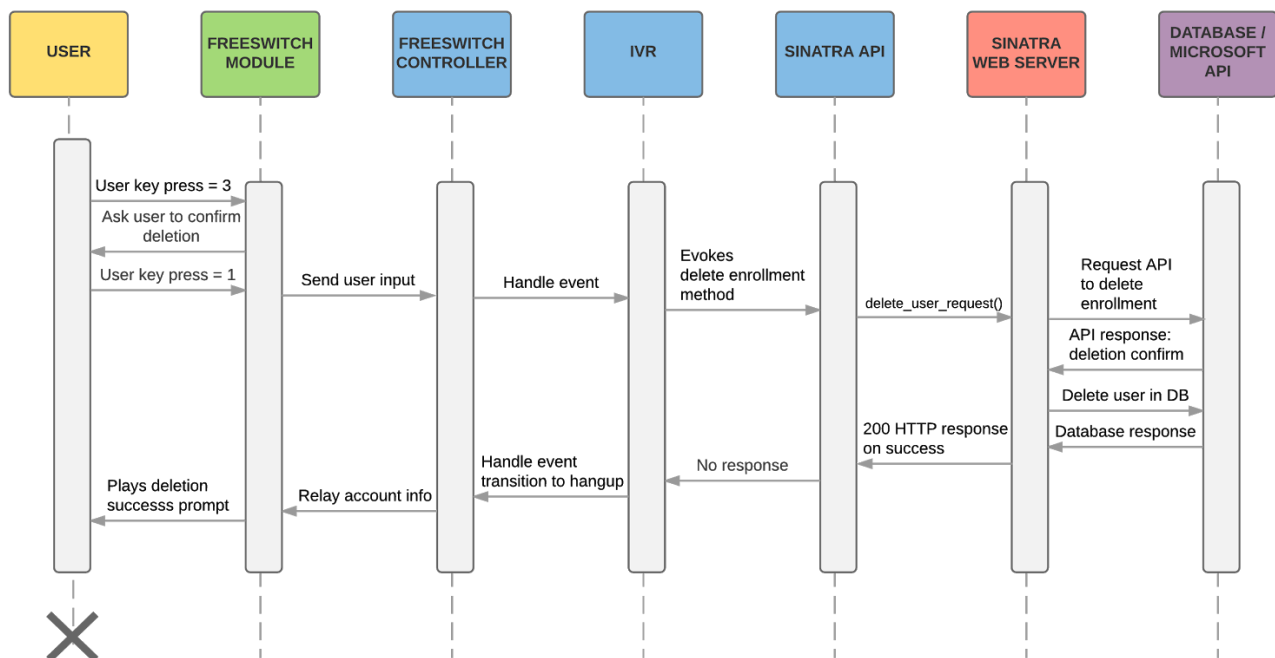 USER
FREESWITCH
MODULE
FREESWITCH
CONTROLLER
IVR
SINATRA API
SINATRA
WEB SERVER
DATABASE /
MICROSOFT
API
User key press = 3
Ask user to confirm
deletion
User key press = 1
Send user input
Handle event
Evokes
delete enrollment
method
delete_user_request()
Request API
to delete
enrollment
API response:
deletion confirm
Delete user in DB
Database response
200 HTTP response
on success
No response
Handle event
transition to hangup
Relay account info
Plays deletion
successs prompt